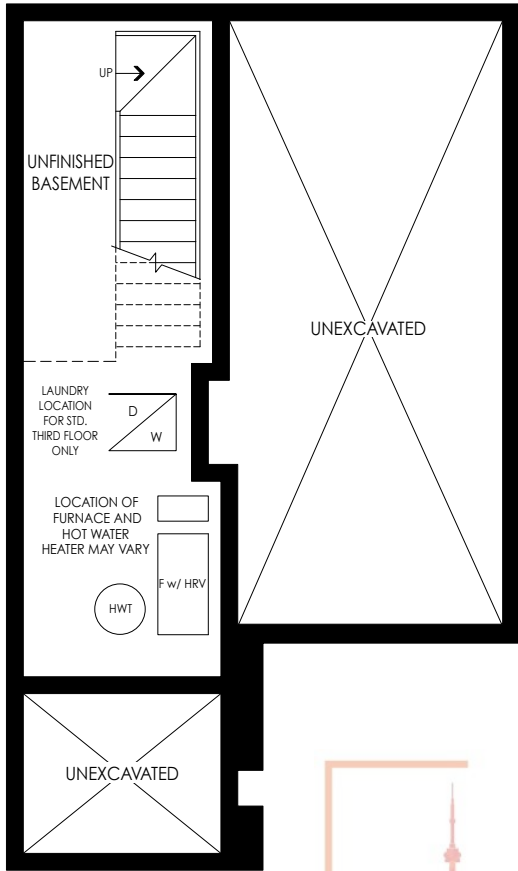 UP
UNFINISHED
BASEMENT
UNEXCAVATED
LAUNDRY
LOCATION
FOR STD.
THIRD FLOOR
ONLY
D
W
LOCATION OF
FURNACE AND
HOT WATER
HEATER MAY VARY
F w/ HRV
HWT
UNEXCAVATED